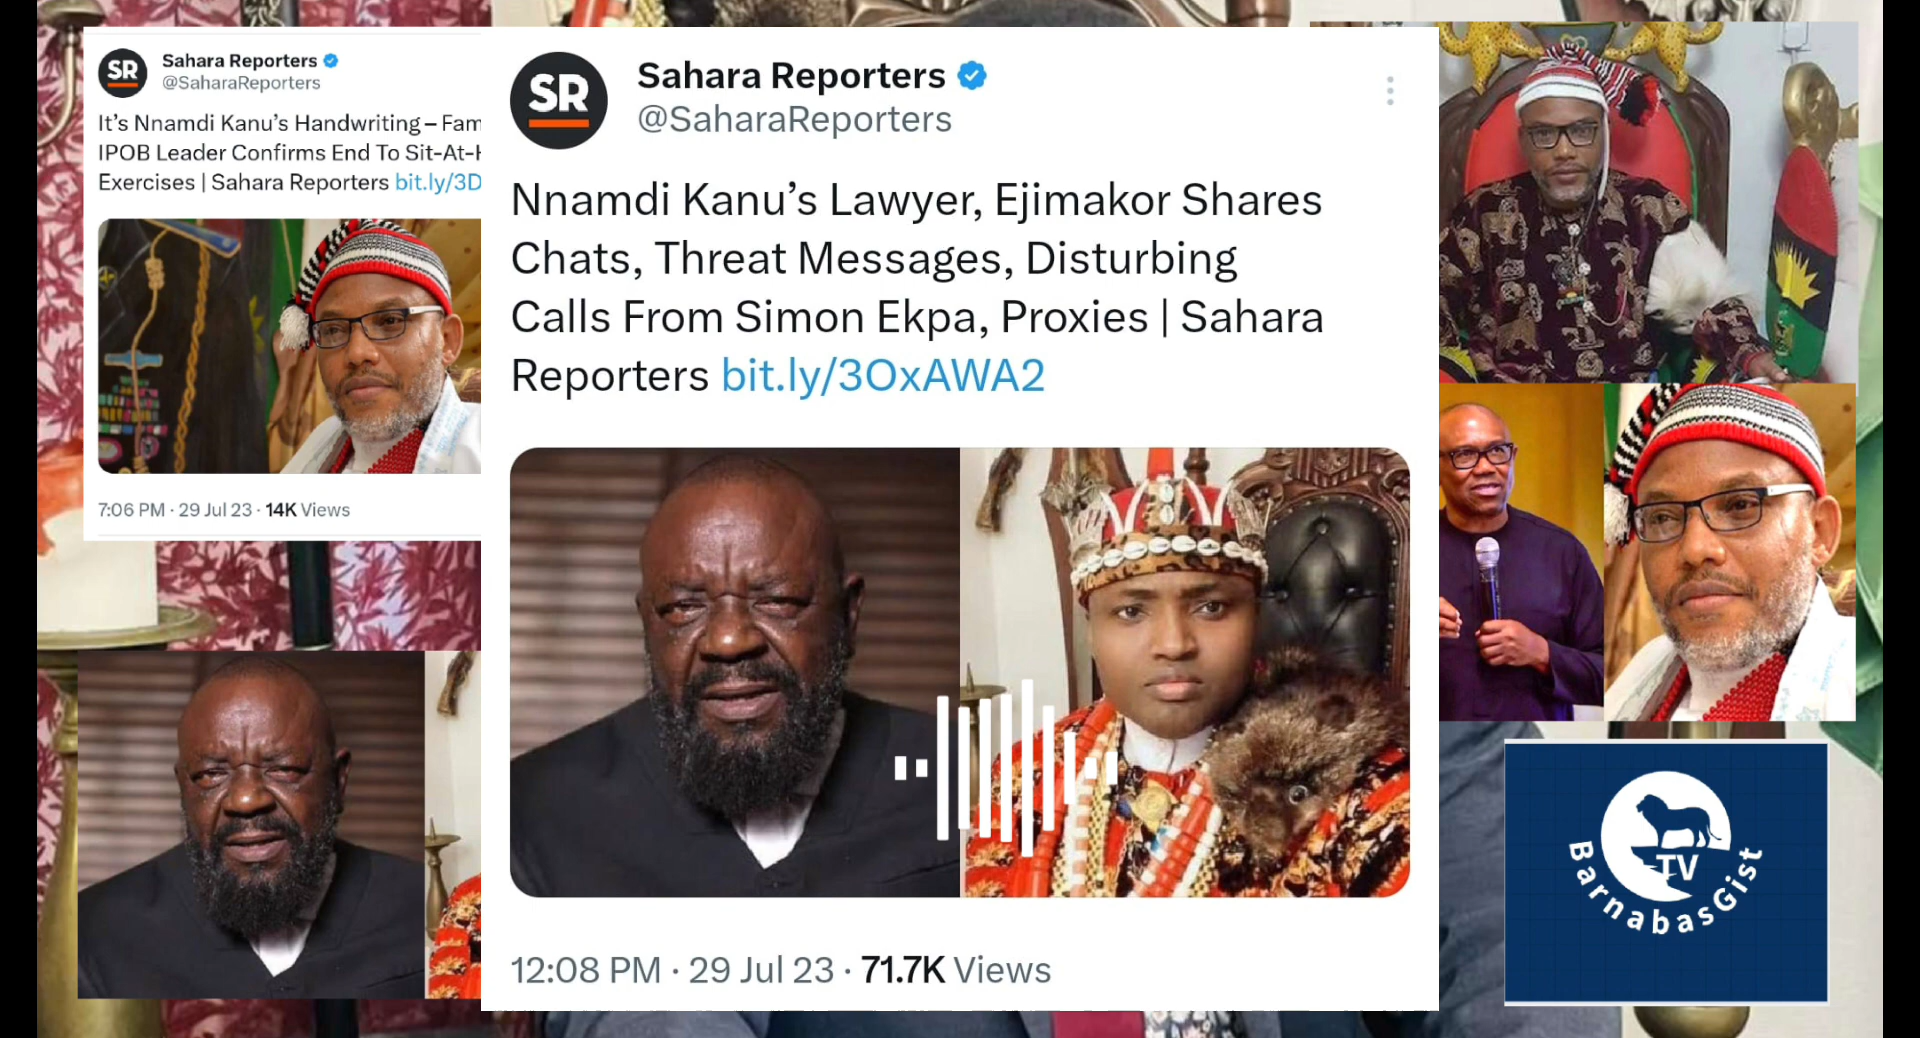 SR
Sahara Reporters
@SaharaReporters
It's Nnamdi Kanu's Handwriting – Fam
IPOB Leader Confirms End To Sit-At-
Exercises | Sahara Reporters bit.ly/3D
7:06 PM · 29 Jul 23 · 14K Views
SR
Sahara Reporters
@SaharaReporters
Nnamdi Kanu's Lawyer, Ejimakor Shares
Chats, Threat Messages, Disturbing
Calls From Simon Ekpa, Proxies | Sahara
Reporters bit.ly/3OxAWA2
12:08 PM · 29 Jul 23 · 71.7K Views
TV
BarnabasGist